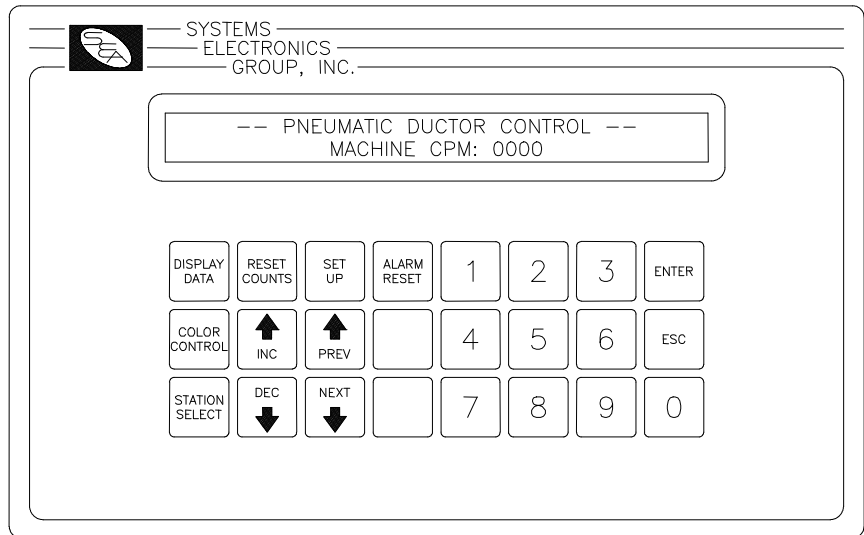 SYSTEMS
ELECTRONICS
GROUP, INC.
-- PNEUMATIC DUCTOR CONTROL --
MACHINE CPM: 0000
DISPLAY DATA
RESET COUNTS
SET UP
ALARM RESET
1
2
3
ENTER
COLOR CONTROL
INC
PREV
4
5
6
ESC
STATION SELECT
DEC
NEXT
7
8
9
0